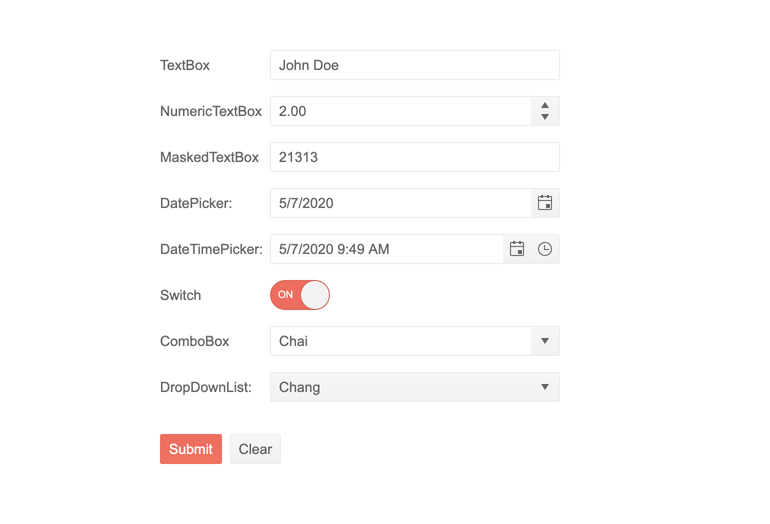 TextBox John Doe
NumericTextBox 2.00
MaskedTextBox 21313
DatePicker: 5/7/2020
DateTimePicker: 5/7/2020 9:49 AM
Switch ON
ComboBox Chai
DropDownList: Chang
Submit Clear